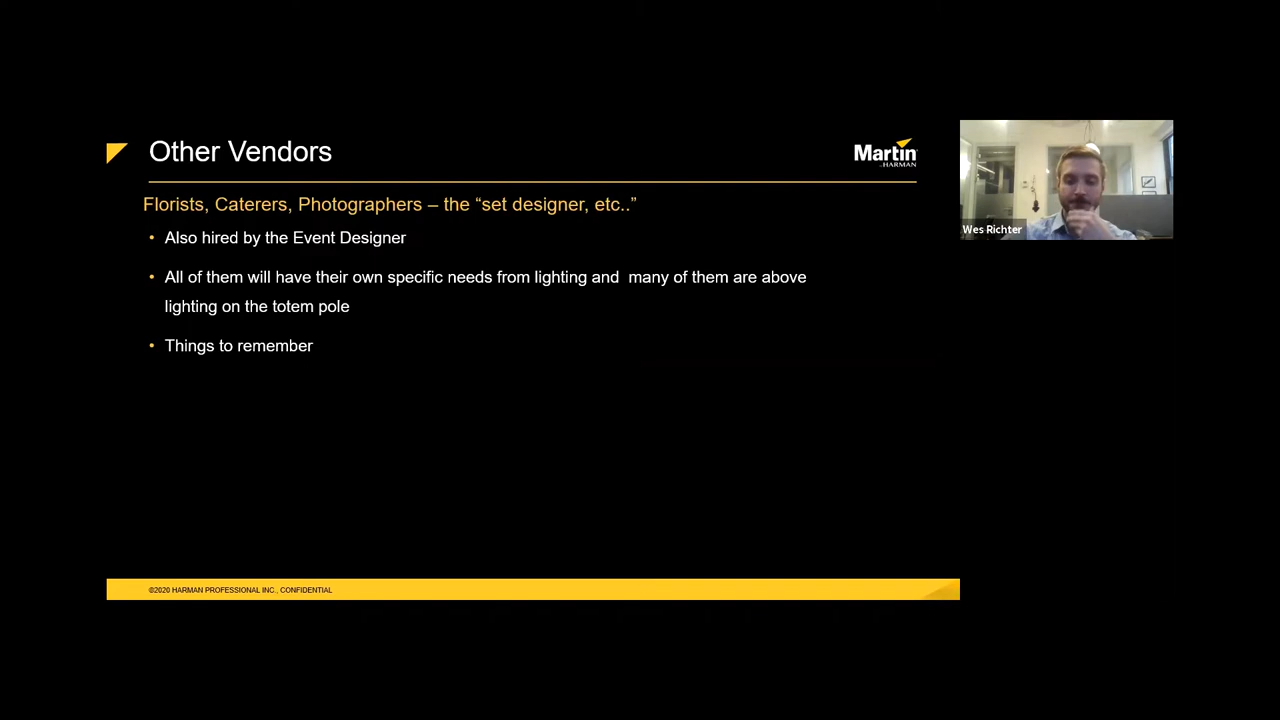 Other Vendors
Martin
by HARMAN
Florists, Caterers, Photographers – the “set designer, etc..”
• Also hired by the Event Designer
• All of them will have their own specific needs from lighting and  many of them are above
lighting on the totem pole
• Things to remember
Wes Richter
©2020 HARMAN PROFESSIONAL INC., CONFIDENTIAL